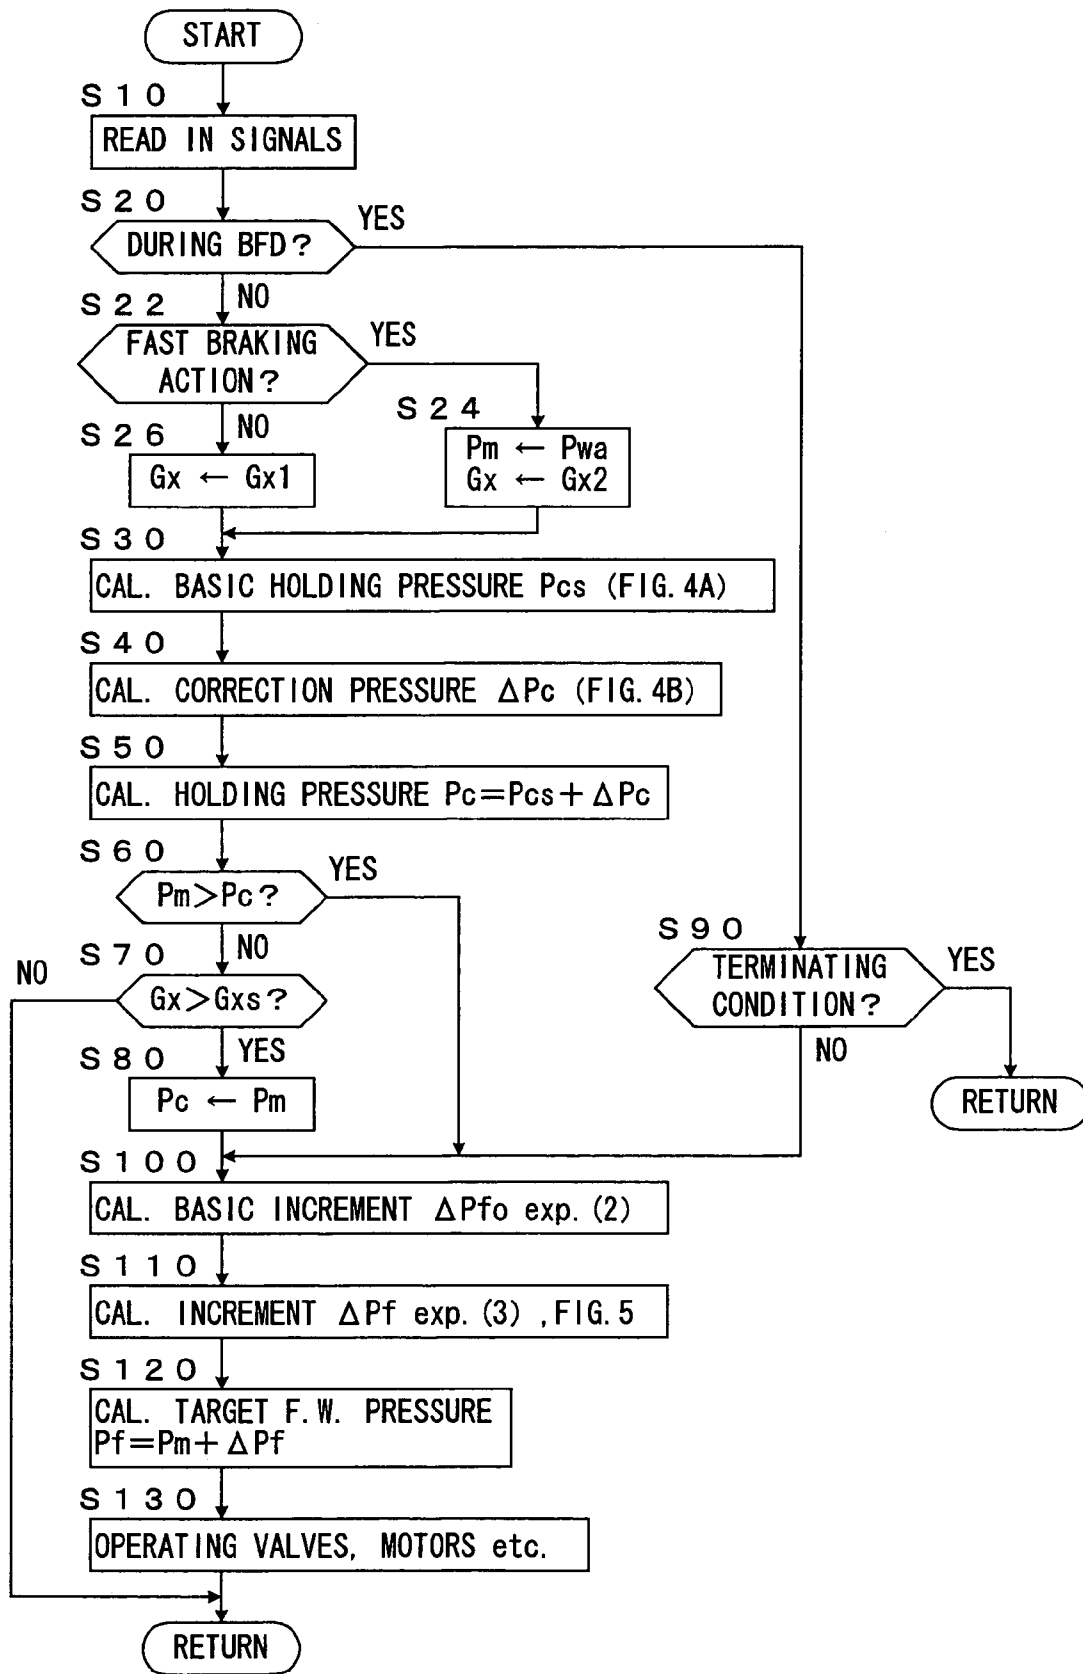 START
S10
READ IN SIGNALS
S20
YES
DURING BFD?
NO
S22
YES
FAST BRAKING
ACTION?
S24
NO
S26
Pm ← Pwa
Gx ← Gx2
Gx ← Gx1
S30
CAL. BASIC HOLDING PRESSURE Pcs (FIG. 4A)
S40
CAL. CORRECTION PRESSURE ΔPc (FIG. 4B)
S50
CAL. HOLDING PRESSURE Pc=Pcs+ΔPc
S60
YES
Pm>Pc?
NO
S70
NO
Gx>Gxs?
YES
S80
Pc ← Pm
S90
TERMINATING
CONDITION?
YES
NO
RETURN
S100
CAL. BASIC INCREMENT ΔPfo exp. (2)
S110
CAL. INCREMENT ΔPf exp. (3) , FIG. 5
S120
CAL. TARGET F. W. PRESSURE
Pf=Pm+ΔPf
S130
OPERATING VALVES, MOTORS etc.
RETURN